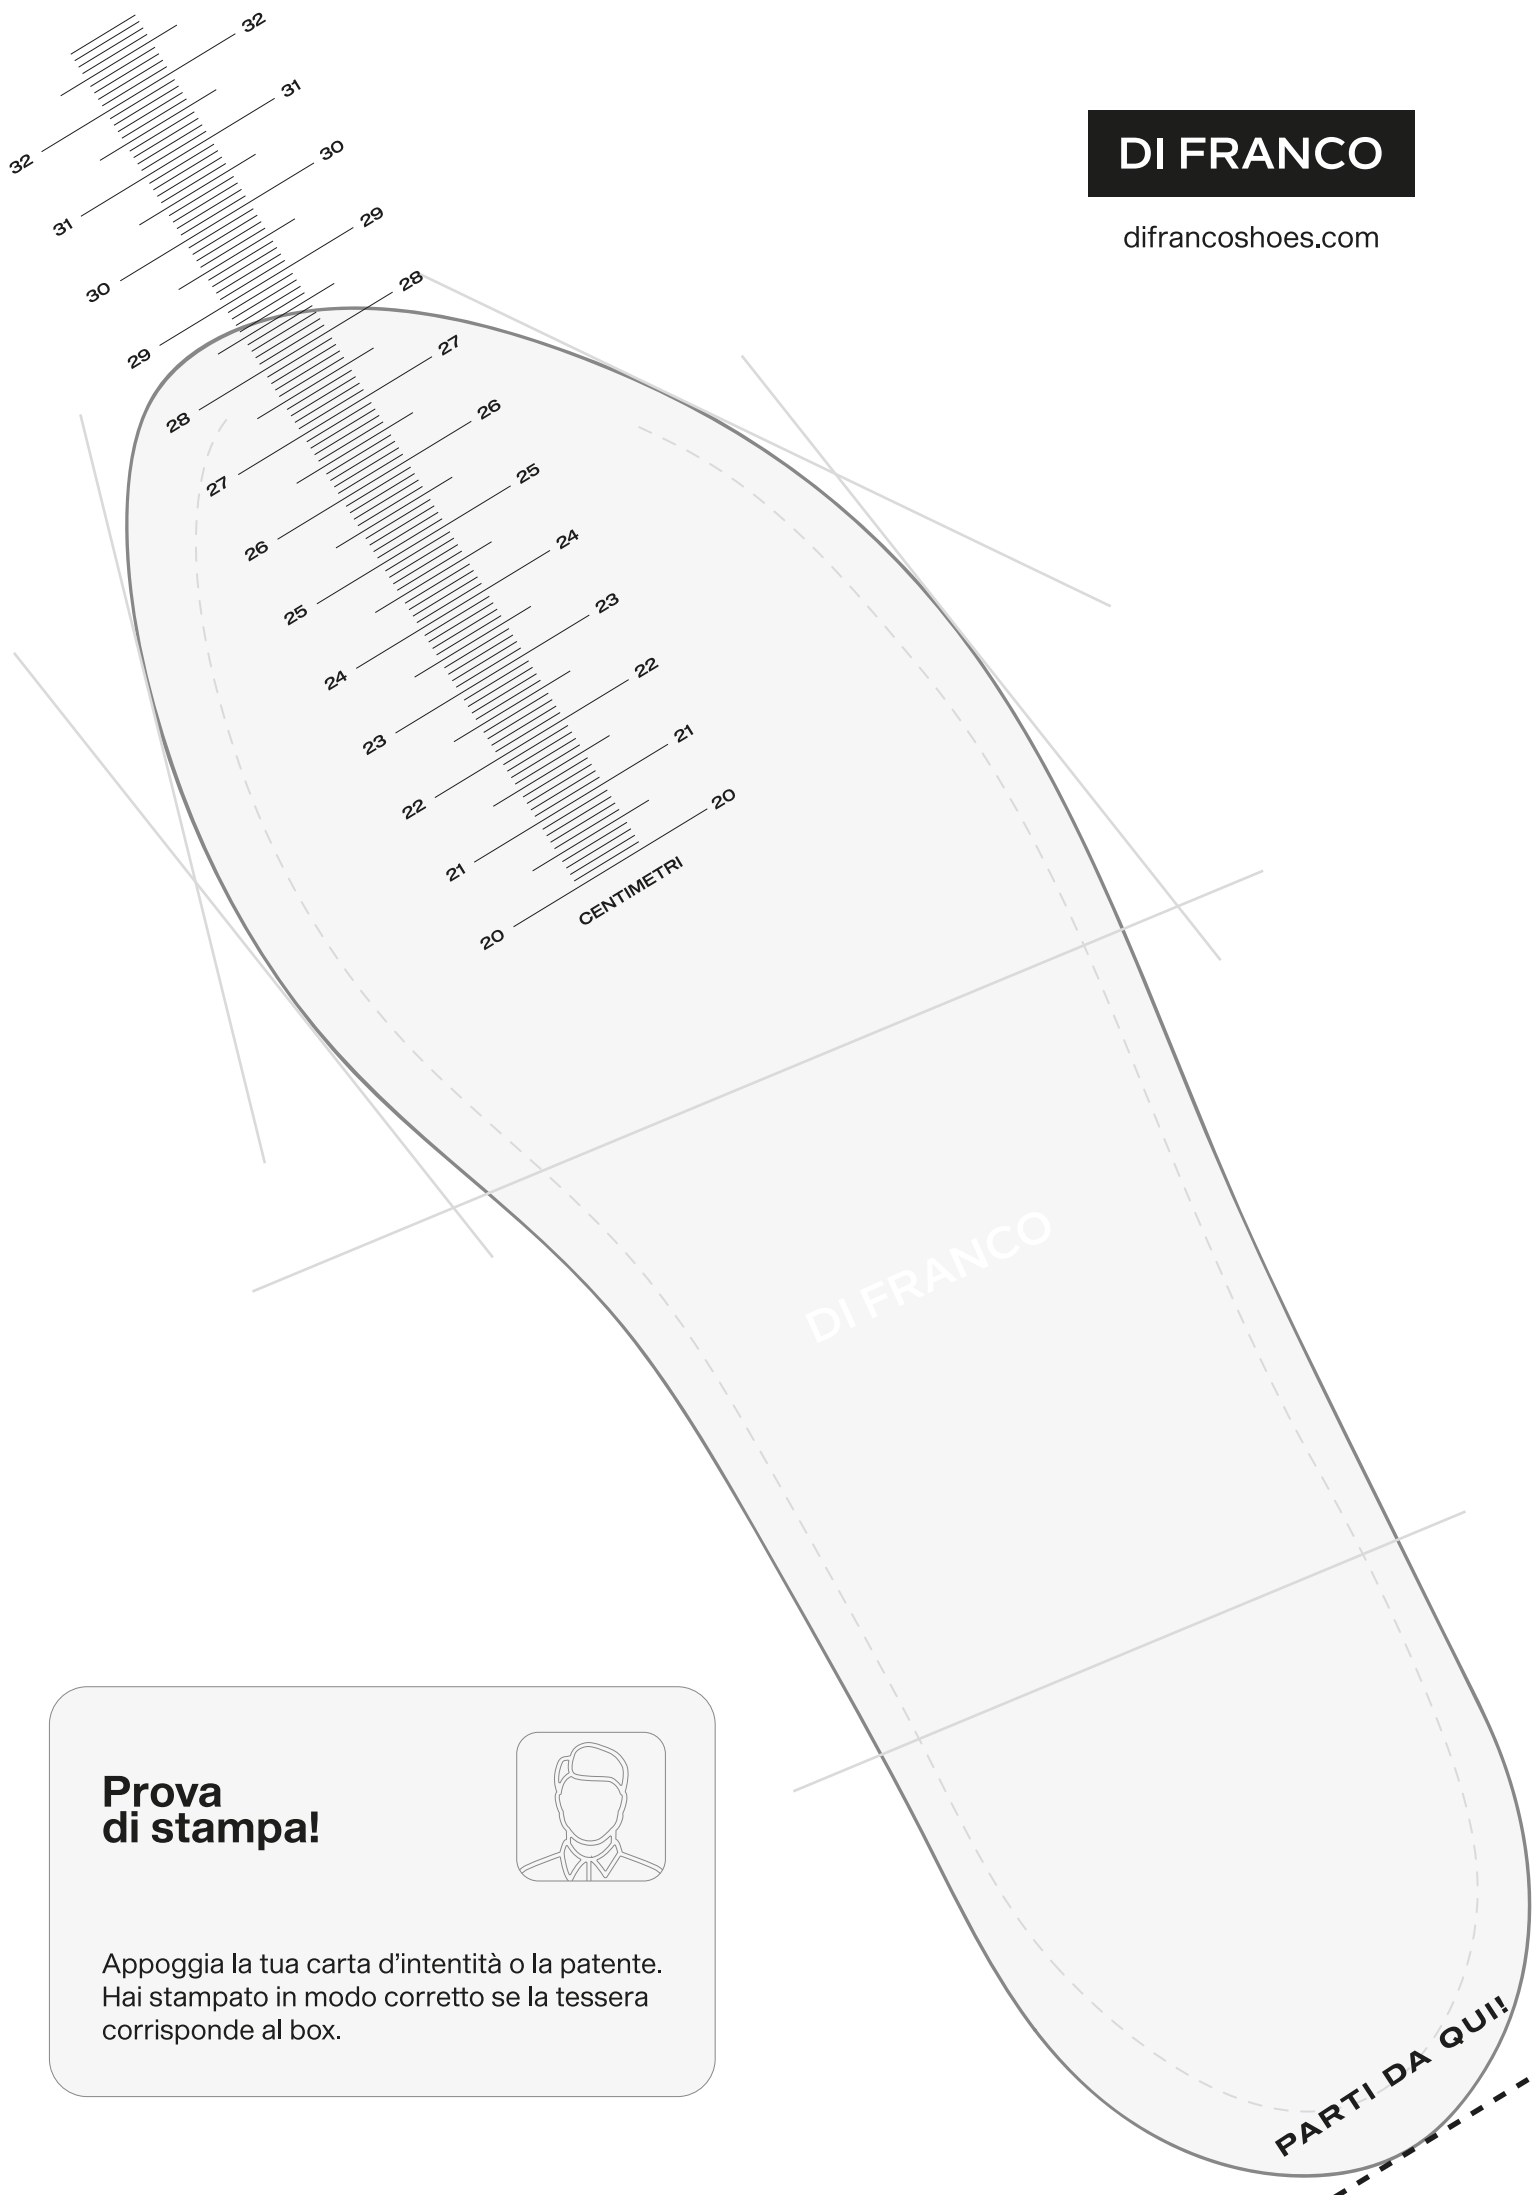 DI FRANCO
difrancoshoes.com
32
31
30
29
28
27
26
25
24
23
22
21
20
32
31
30
29
28
27
26
25
24
23
22
21
20
CENTIMETRI
DI FRANCO
Prova
di stampa!
Appoggia la tua carta d'intentità o la patente.
Hai stampato in modo corretto se la tessera
corrisponde al box.
PARTI DA QUI!